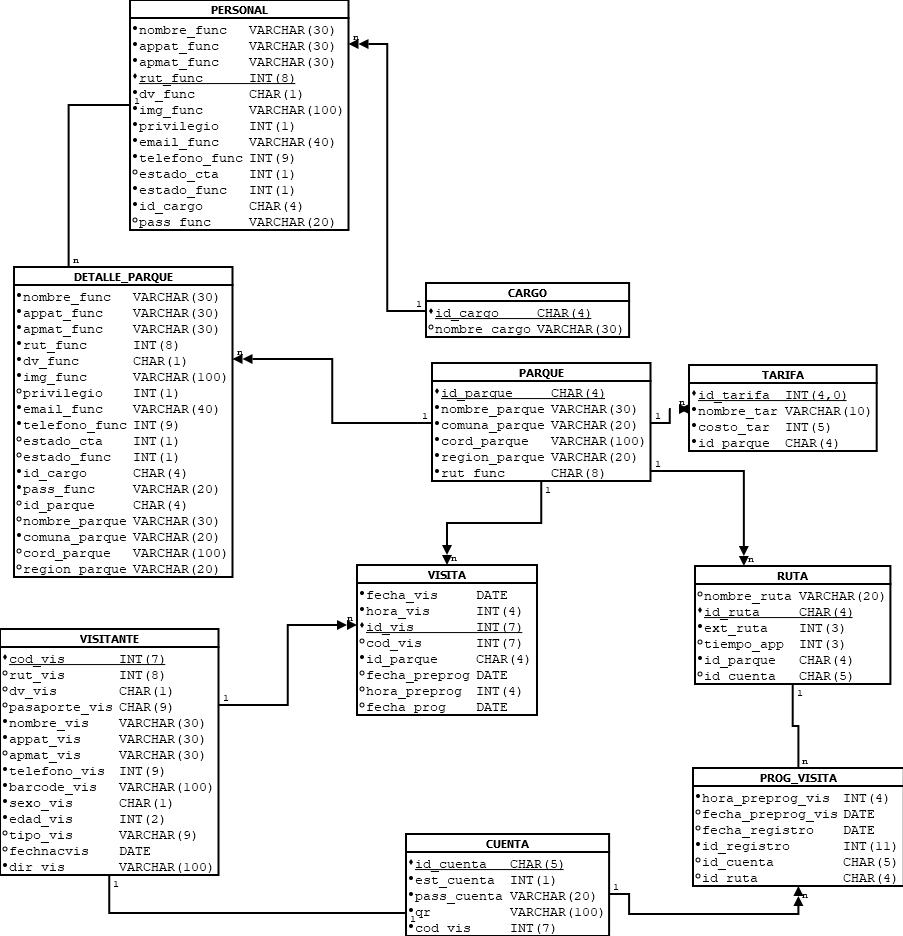 PERSONAL
nombre_func VARCHAR(30)
appat_func VARCHAR(30)
apmat_func VARCHAR(30)
rut_func INT(8)
dv_func CHAR(1)
img_func VARCHAR(100)
privilegio INT(1)
email_func VARCHAR(40)
telefono_func INT(9)
estado_cta INT(1)
estado_func INT(1)
id_cargo CHAR(4)
pass_func VARCHAR(20)
n
1
n
DETALLE_PARQUE
nombre_func VARCHAR(30)
appat_func VARCHAR(30)
apmat_func VARCHAR(30)
rut_func INT(8)
dv_func CHAR(1)
img_func VARCHAR(100)
privilegio INT(1)
email_func VARCHAR(40)
telefono_func INT(9)
estado_cta INT(1)
estado_func INT(1)
id_cargo CHAR(4)
pass_func VARCHAR(20)
id_parque CHAR(4)
nombre_parque VARCHAR(30)
comuna_parque VARCHAR(20)
cord_parque VARCHAR(100)
region_parque VARCHAR(20)
n
1
CARGO
id_cargo CHAR(4)
nombre_cargo VARCHAR(30)
1
PARQUE
id_parque CHAR(4)
nombre_parque VARCHAR(30)
comuna_parque VARCHAR(20)
cord_parque VARCHAR(100)
region_parque VARCHAR(20)
rut_func CHAR(8)
1
n
1
1
TARIFA
id_tarifa INT(4,0)
nombre_tar VARCHAR(10)
costo_tar INT(5)
id_parque CHAR(4)
n
VISITA
fecha_vis DATE
hora_vis INT(4)
id_vis INT(7)
cod_vis INT(7)
id_parque CHAR(4)
fecha_preprog DATE
hora_preprog INT(4)
fecha_prog DATE
n
n
RUTA
nombre_ruta VARCHAR(20)
id_ruta CHAR(4)
ext_ruta INT(3)
tiempo_app INT(3)
id_parque CHAR(4)
id_cuenta CHAR(5)
1
n
VISITANTE
cod_vis INT(7)
rut_vis INT(8)
dv_vis CHAR(1)
pasaporte_vis CHAR(9)
nombre_vis VARCHAR(30)
appat_vis VARCHAR(30)
apmat_vis VARCHAR(30)
telefono_vis INT(9)
barcode_vis VARCHAR(100)
sexo_vis CHAR(1)
edad_vis INT(2)
tipo_vis VARCHAR(9)
fechnacvis DATE
dir_vis VARCHAR(100)
1
1
PROG_VISITA
hora_preprog_vis INT(4)
fecha_preprog_vis DATE
fecha_registro DATE
id_registro INT(11)
id_cuenta CHAR(5)
id_ruta CHAR(4)
n
CUENTA
id_cuenta CHAR(5)
est_cuenta INT(1)
pass_cuenta VARCHAR(20)
qr VARCHAR(100)
cod_vis INT(7)
1
1